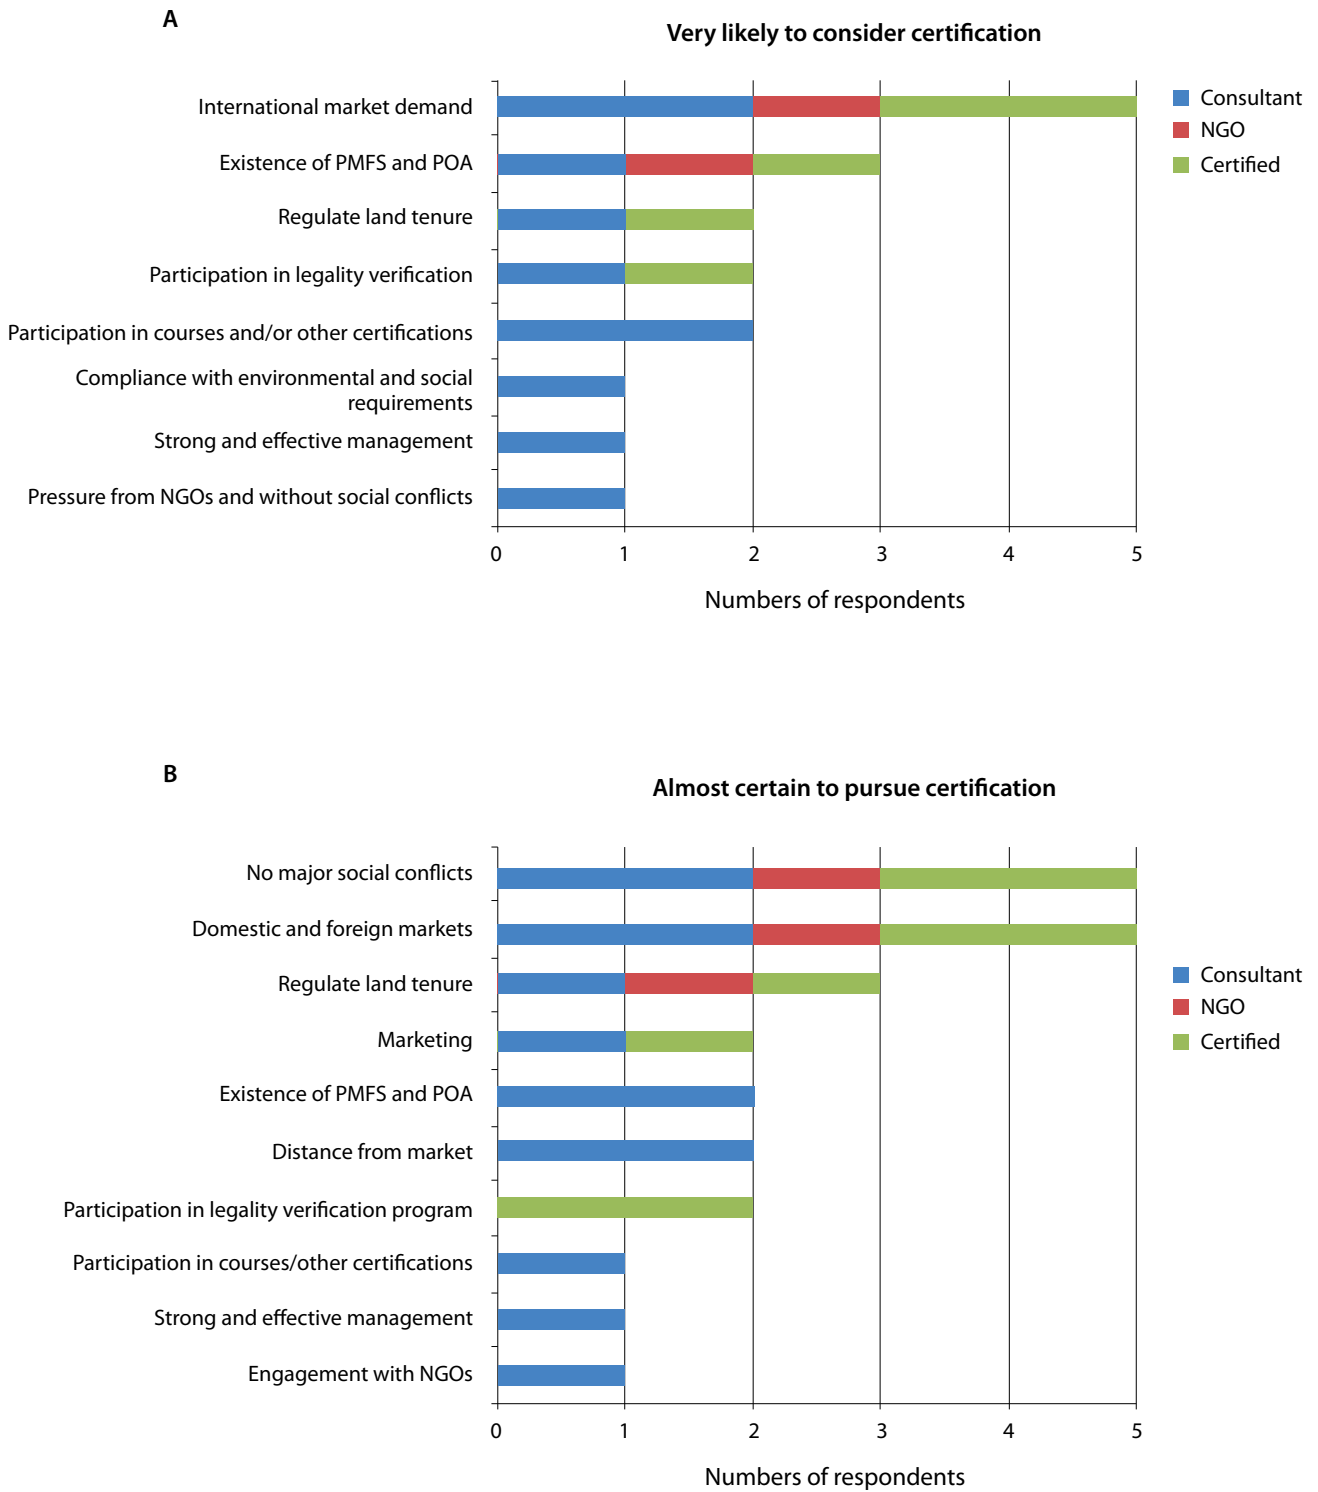 A
Very likely to consider certification
International market demand
Existence of PMFS and POA
Regulate land tenure
Participation in legality verification
Participation in courses and/or other certifications
Compliance with environmental and social
requirements
Strong and effective management
Pressure from NGOs and without social conflicts
0 1 2 3 4 5
Numbers of respondents
Consultant
NGO
Certified
B
Almost certain to pursue certification
No major social conflicts
Domestic and foreign markets
Regulate land tenure
Marketing
Existence of PMFS and POA
Distance from market
Participation in legality verification program
Participation in courses/other certifications
Strong and effective management
Engagement with NGOs
0 1 2 3 4 5
Numbers of respondents
Consultant
NGO
Certified